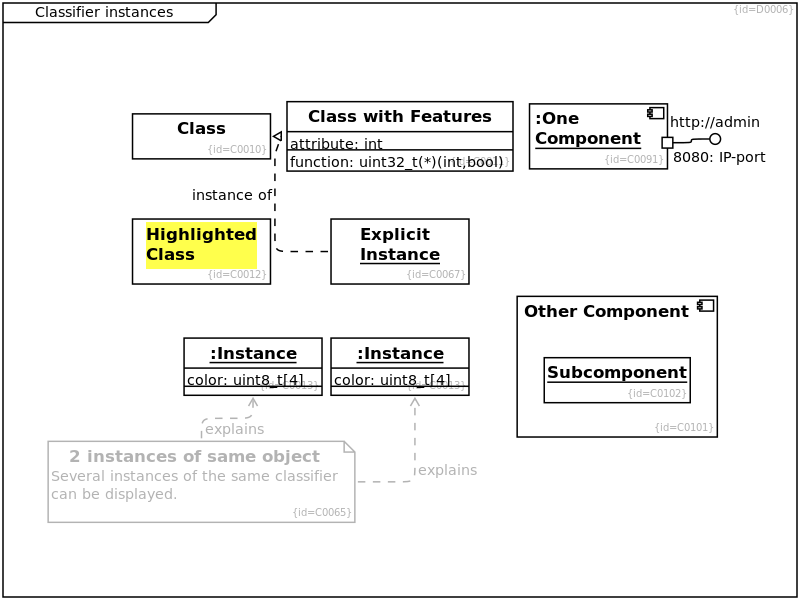 Classifier instances
{id=D0006}
Class
{id=C0010}
Class with Features
attribute: int
function: uint32_t(*)(int,bool)
:One
Component
{id=C0091}
http://admin
8080: IP-port
instance of
Highlighted
Class
{id=C0012}
Explicit
Instance
{id=C0067}
Other Component
Subcomponent
{id=C0102}
{id=C0101}
:Instance
color: uint8_t[4]
{id=C0013}
:Instance
color: uint8_t[4]
{id=C0013}
explains
explains
2 instances of same object
Several instances of the same classifier
can be displayed.
{id=C0065}